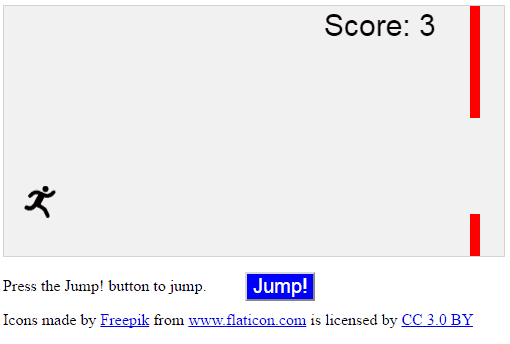 Score: 3
Press the Jump! button to jump.
Jump!
Icons made by Freepik from www.flaticon.com is licensed by CC 3.0 BY